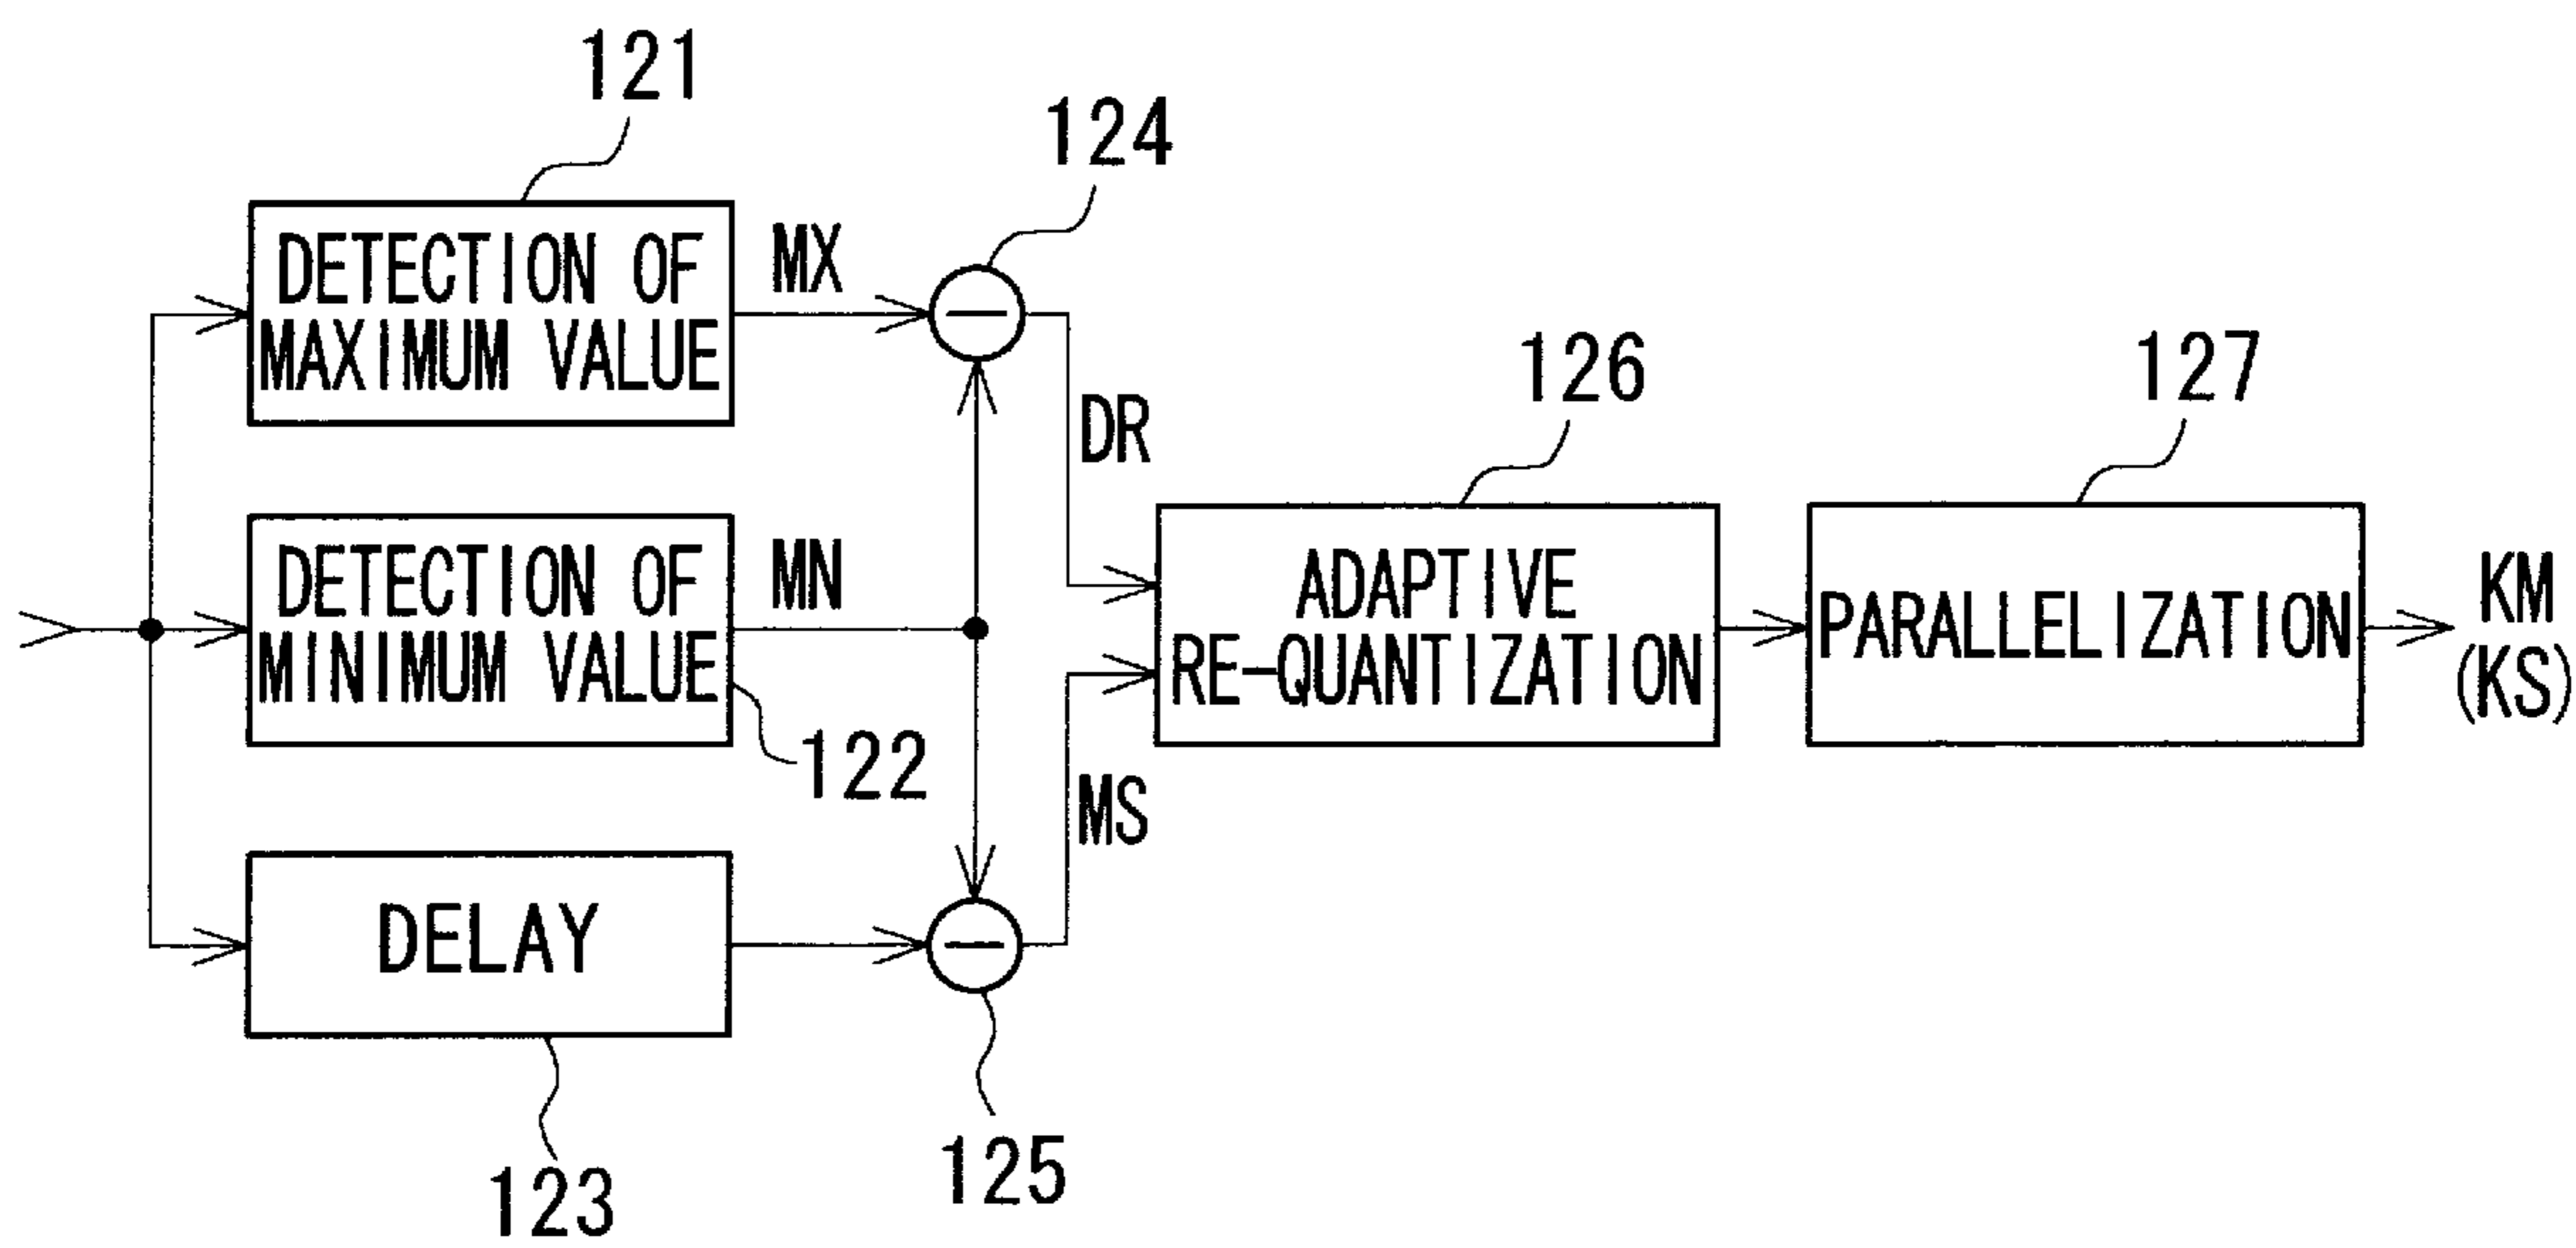 121
124
DETECTION OF
MAXIMUM VALUE
MX
DR
126
127
DETECTION OF
MINIMUM VALUE
MN
122
ADAPTIVE
RE-QUANTIZATION
PARALLELIZATION
KM
(KS)
MS
DELAY
123
125